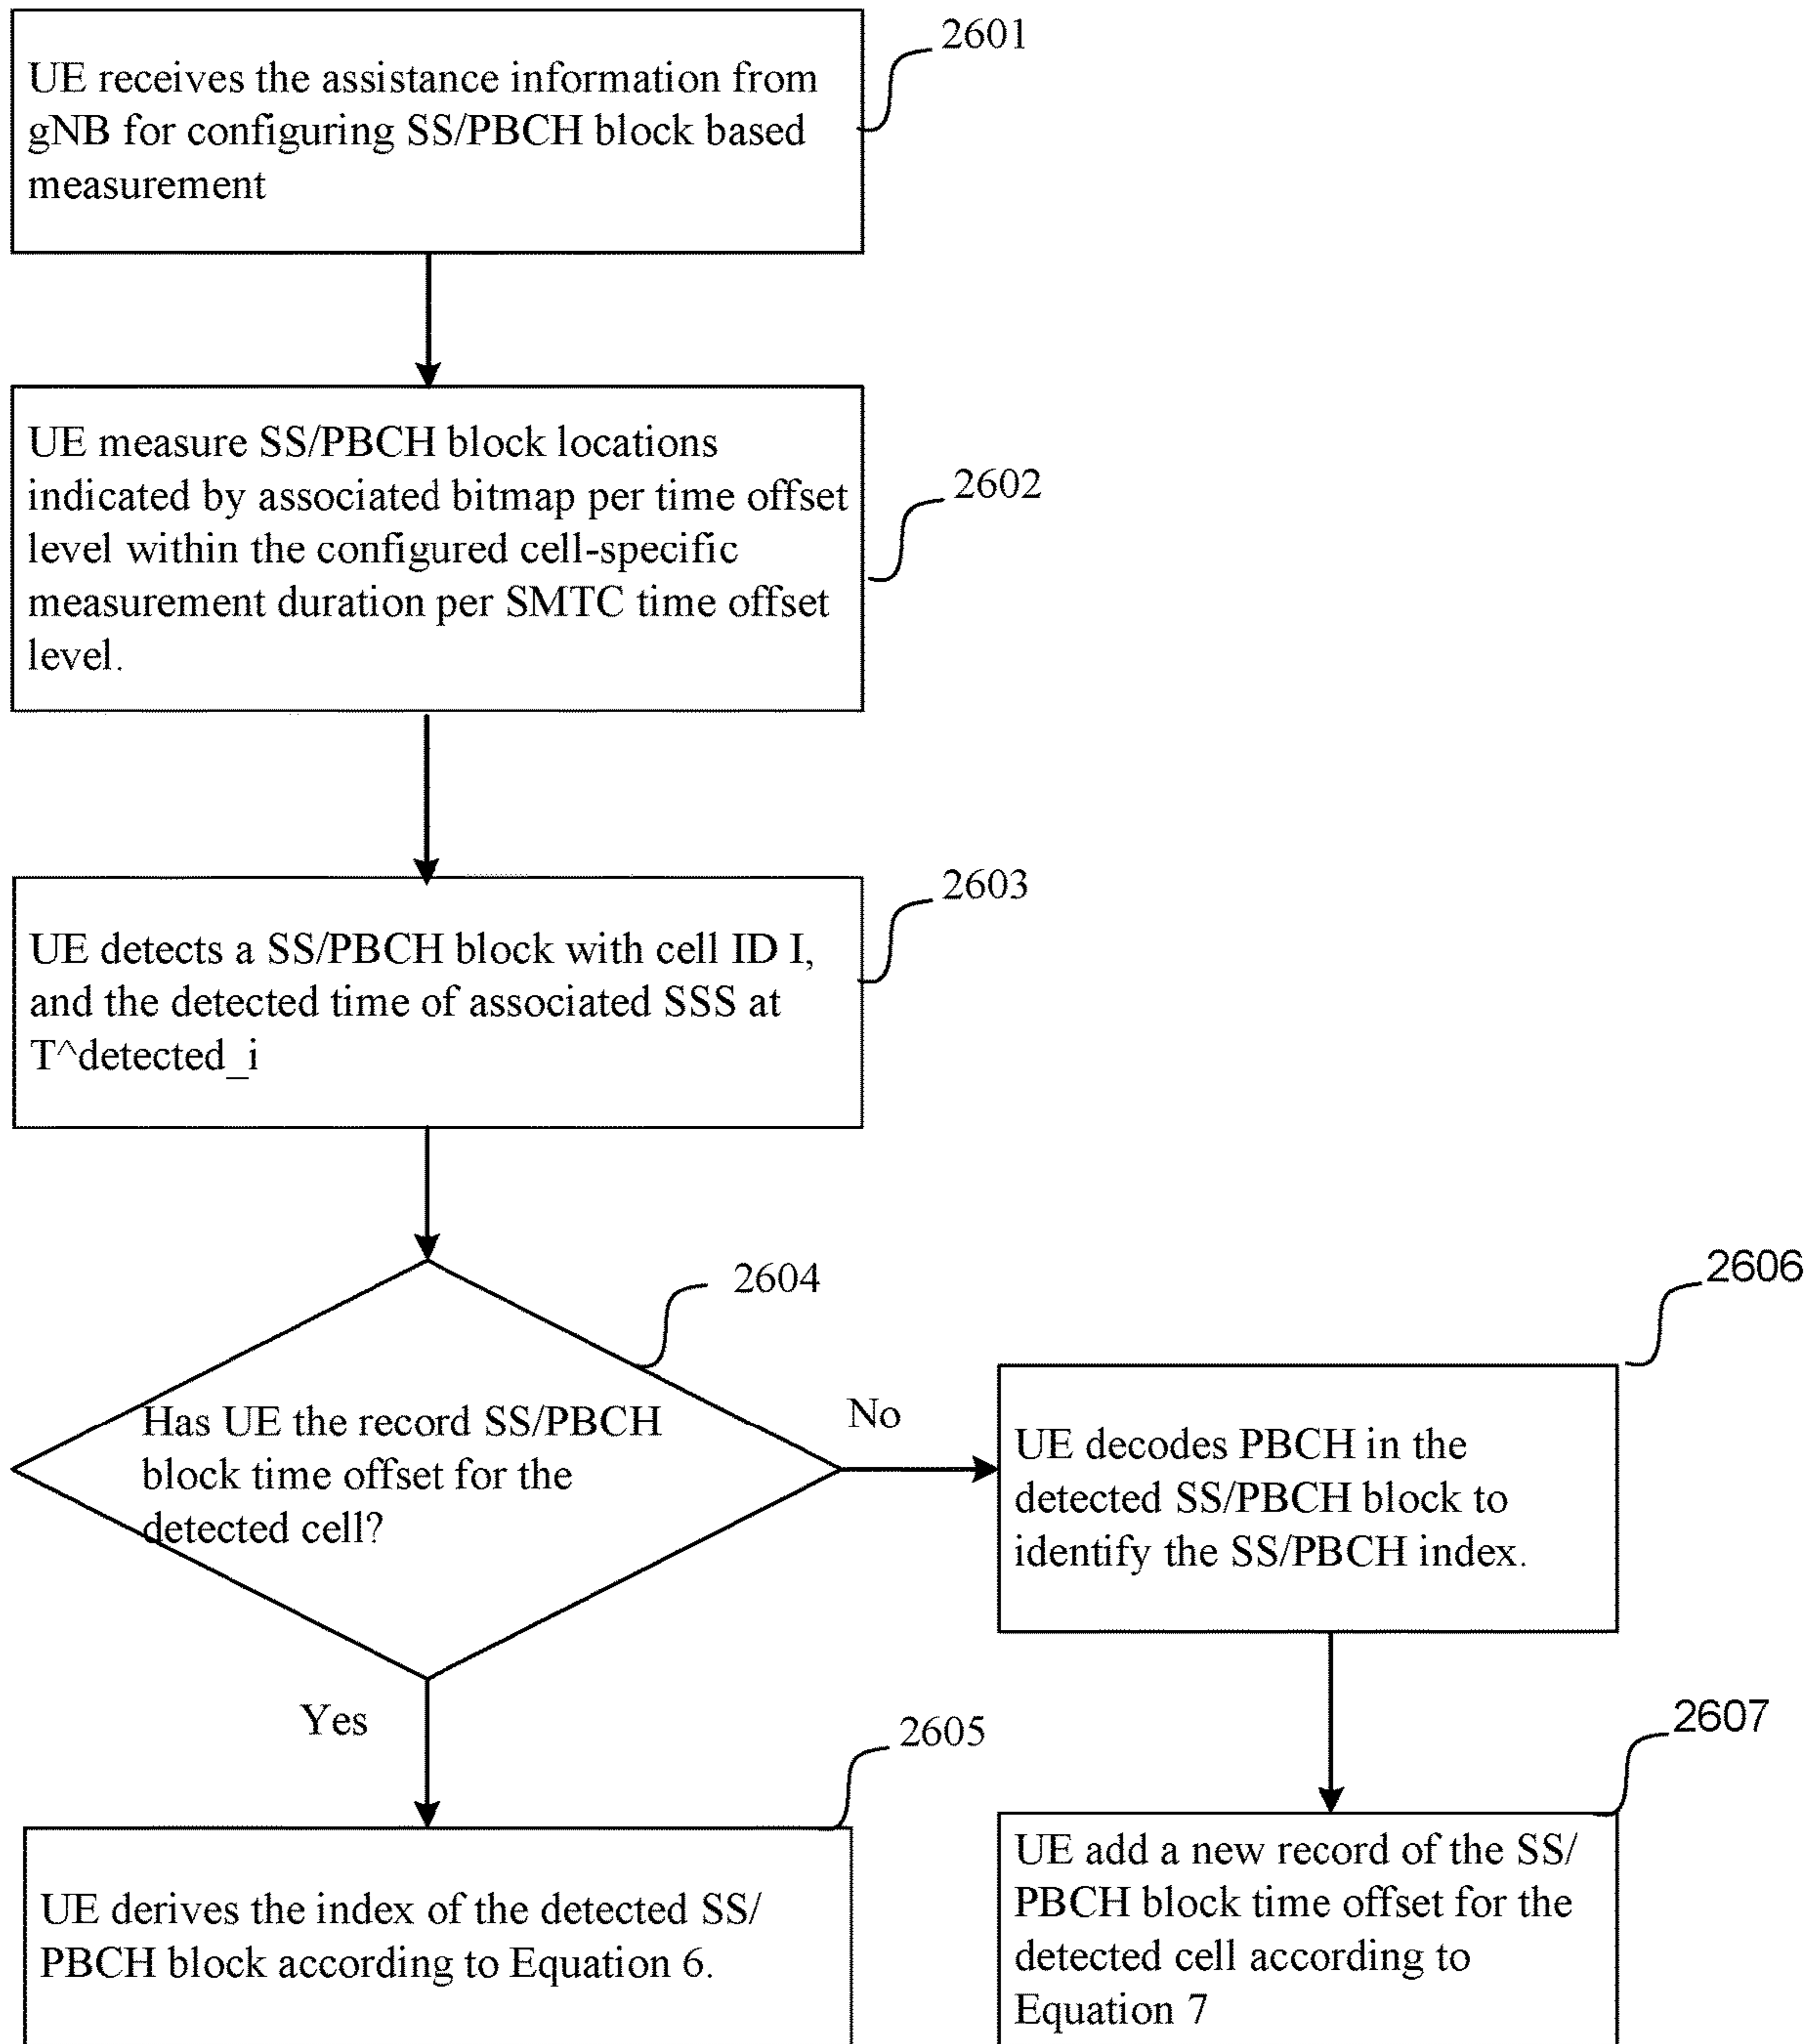 2601
UE receives the assistance information from
gNB for configuring SS/PBCH block based
measurement
UE measure SS/PBCH block locations
indicated by associated bitmap per time offset
level within the configured cell-specific
measurement duration per SMTC time offset
level.
2602
2603
UE detects a SS/PBCH block with cell ID I,
and the detected time of associated SSS at
T^detected_i
2604
Has UE the record SS/PBCH
block time offset for the
detected cell?
No
Yes
2606
UE decodes PBCH in the
detected SS/PBCH block to
identify the SS/PBCH index.
2605
UE derives the index of the detected SS/
PBCH block according to Equation 6.
2607
UE add a new record of the SS/
PBCH block time offset for the
detected cell according to
Equation 7